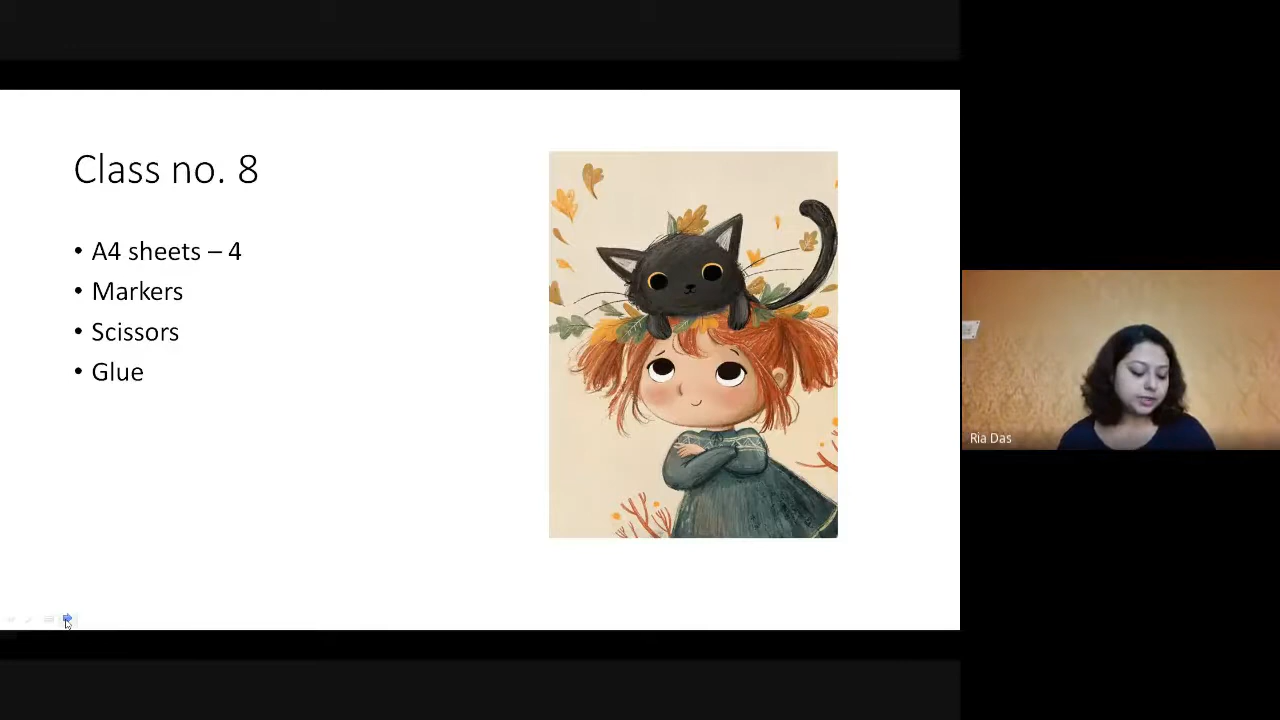 Class no. 8
• A4 sheets – 4
• Markers
• Scissors
• Glue
Ria Das